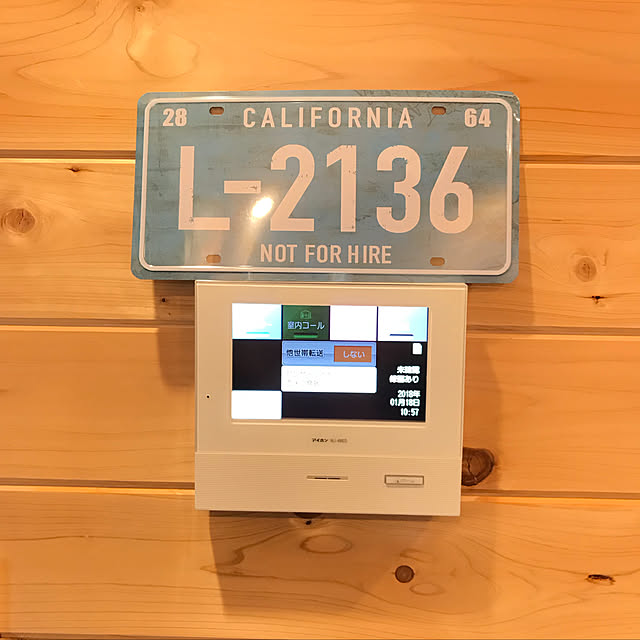 28 CALIFORNIA 64
L-2136
NOT FOR HIRE
室内コール
他世帯転送 しない
未確認
録画あり
2018年
01月18日
10:57
アイホン